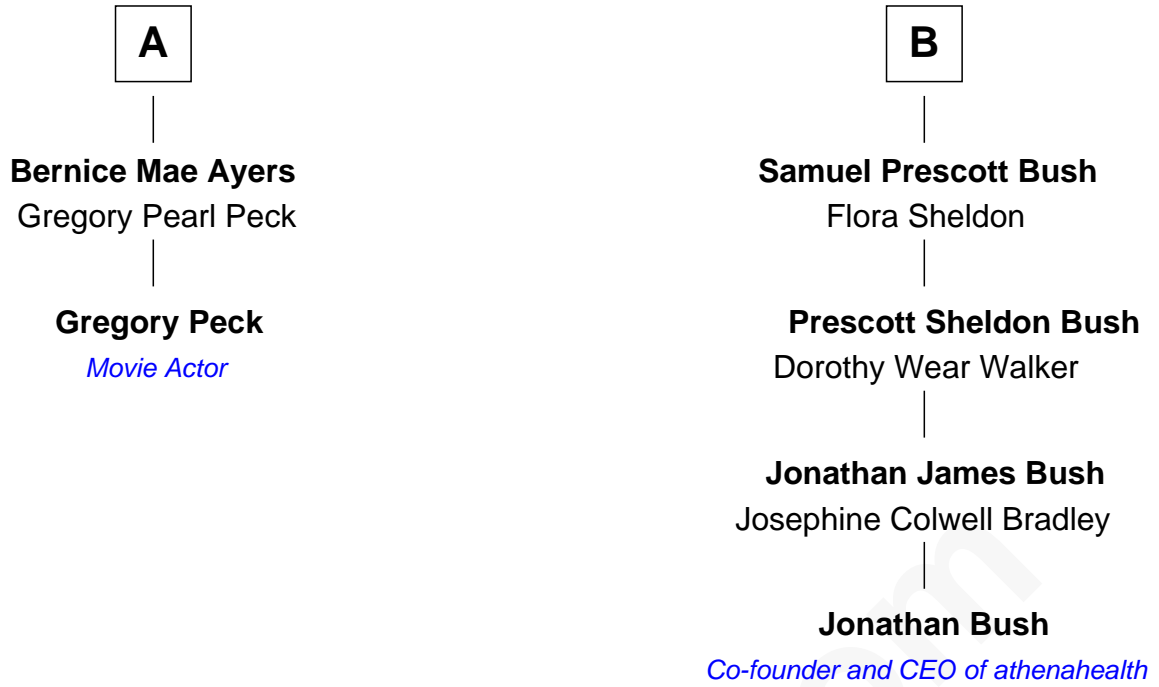 A
Bernice Mae Ayers
Gregory Pearl Peck
Gregory Peck
Movie Actor
B
Samuel Prescott Bush
Flora Sheldon
Prescott Sheldon Bush
Dorothy Wear Walker
Jonathan James Bush
Josephine Colwell Bradley
Jonathan Bush
Co-founder and CEO of athenahealth